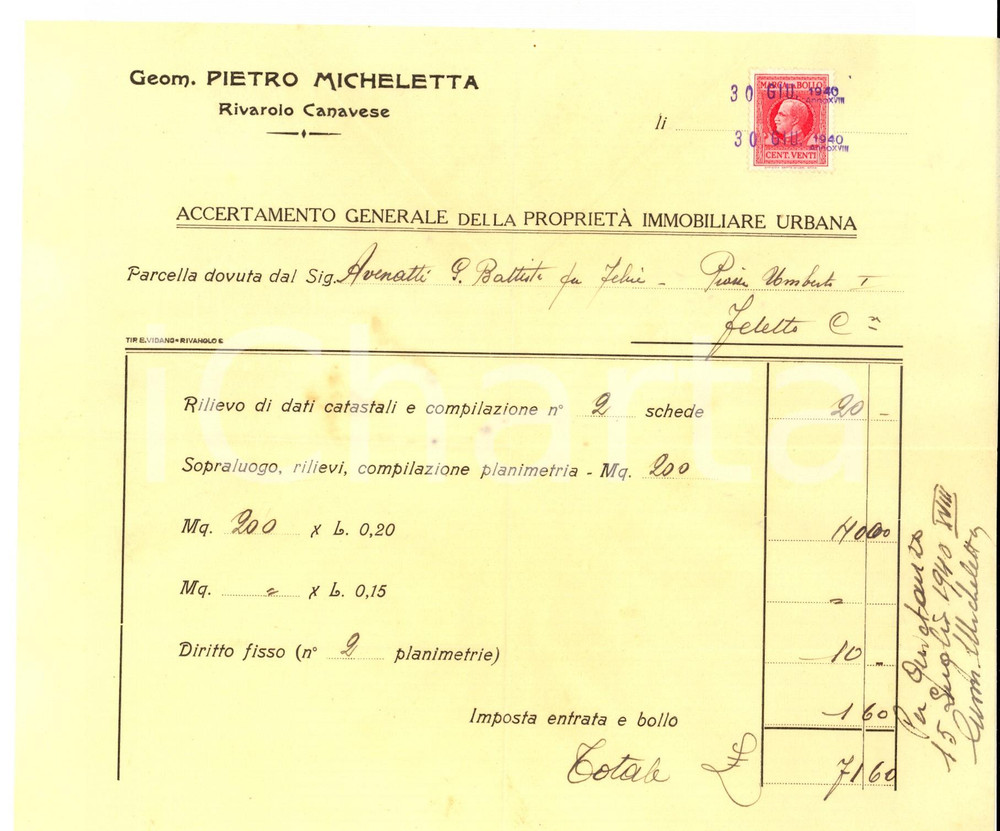 Geom. PIETRO MICHELETTA
Rivarolo Canavese
li
MARCA DA BOLLO
CENT. VENTI
30 GIU. 1940
Anno XVIII
30 GIU. 1940
Anno XVIII
ACCERTAMENTO GENERALE DELLA PROPRIETÀ IMMOBILIARE URBANA
Parcella dovuta dal Sig. Avenatti G. Battista fu Felice - Piazza Umberto I
Feletto C se
TIP. E. VIDANO - RIVAROLO C
Rilievo di dati catastali e compilazione n° 2 schede 20 -
Sopraluogo, rilievi, compilazione planimetria - Mq. 200
Mq. 200 x L. 0,20 40 00
Mq. = x L. 0,15 =
Diritto fisso (n° 2 planimetrie) 10 -
Imposta entrata e bollo 1 60
Totale 71 60
Per Quietanza
15 Luglio 1940 XVIII
Geom. Micheletta
iCharta